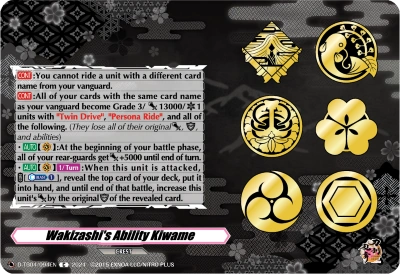 CONT:You cannot ride a unit with a different card
name from your vanguard.
CONT:All of your cards with the same card name
as your vanguard become Grade 3/ 13000/ 1
units with "Twin Drive", "Persona Ride", and all of
the following. (They lose all of their original ,
and abilities).
• AUTO[ ]:At the beginning of your battle phase,
all of your rear-guards get +5000 until end of turn.
• AUTO[ ] 1/Turn:When this unit is attacked,
[ ], reveal the top card of your deck, put it
into hand, and until end of that battle, increase this
unit's by the original of the revealed card.
Wakizashi's Ability Kiwame
CREST
D-TB04/093EN C 2024 ©2015 EXNOA LLC/NITRO PLUS